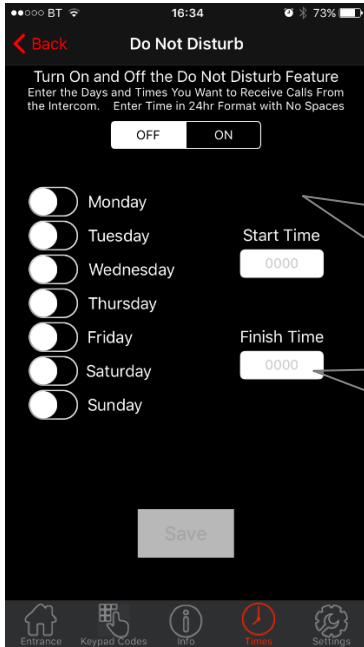 BT 16:34 73%
Back Do Not Disturb
Turn On and Off the Do Not Disturb Feature
Enter the Days and Times You Want to Receive Calls From
the Intercom. Enter Time in 24hr Format with No Spaces
OFF ON
Monday
Tuesday
Start Time
Wednesday
0000
Thursday
Friday
Finish Time
Saturday
0000
Sunday
Save
Entrance Keypad Codes Info Times Settings